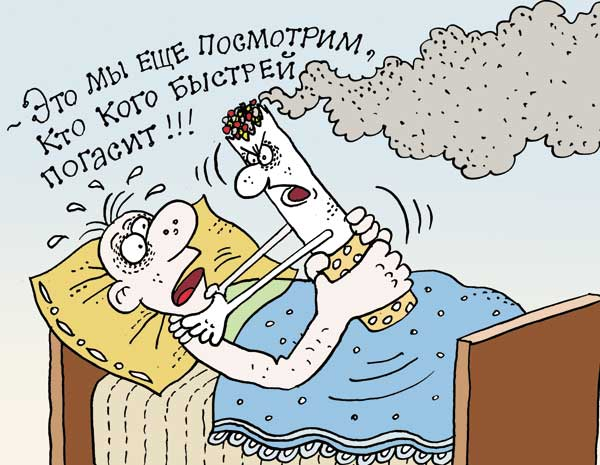 ~ Это мы еще посмотрим,
кто кого быстрей
погасит!!!